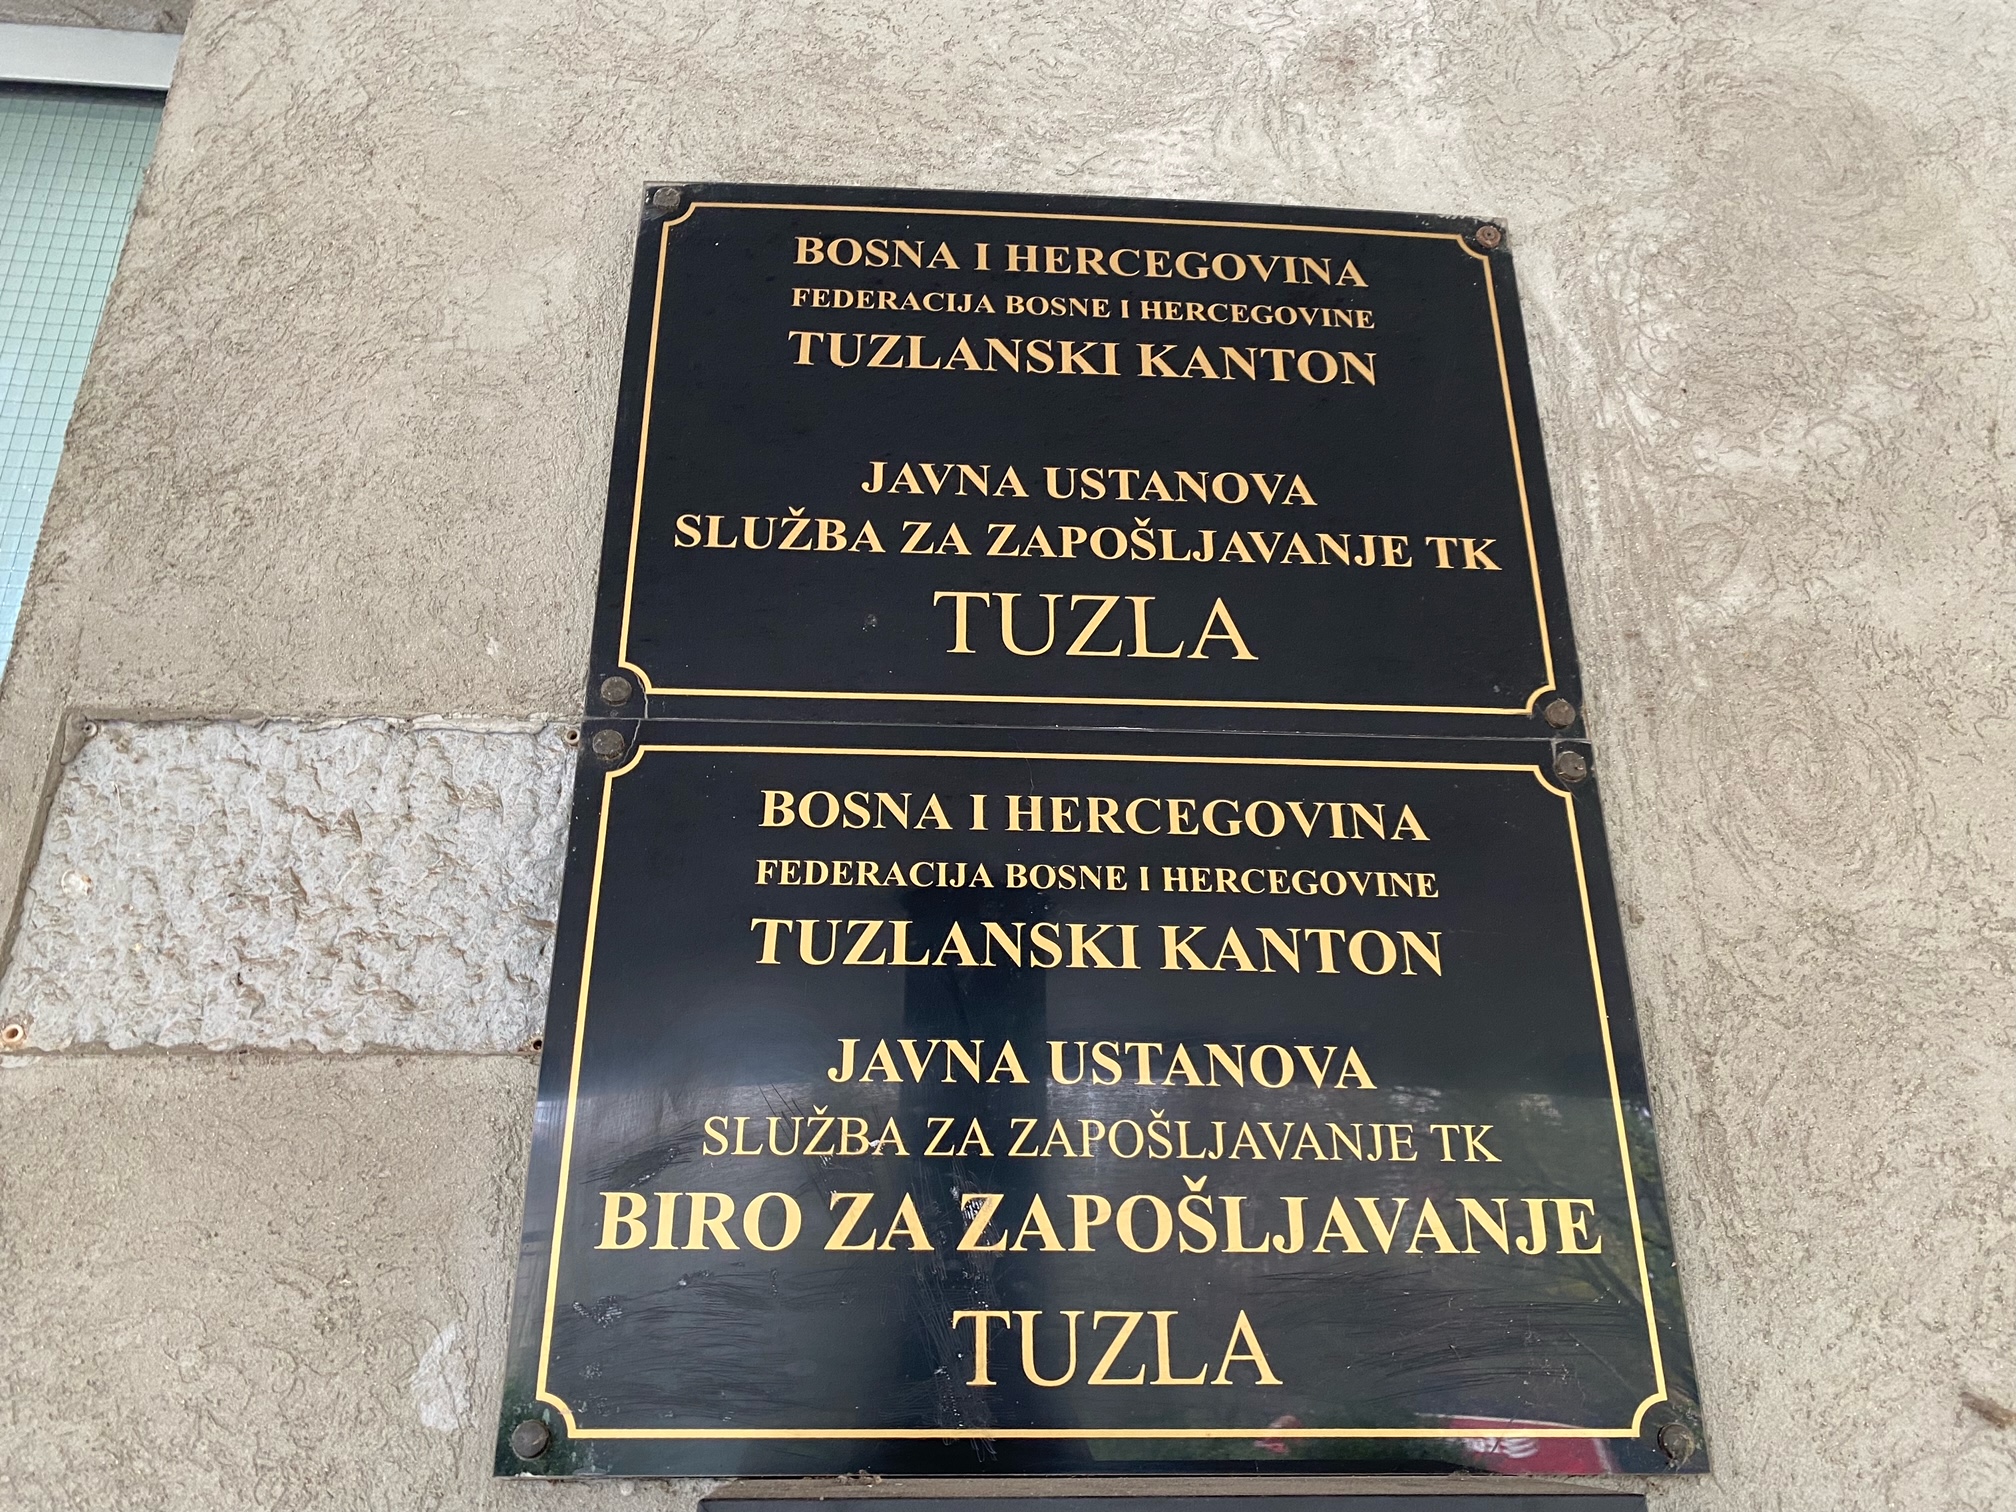 BOSNA I HERCEGOVINA
FEDERACIJA BOSNE I HERCEGOVINE
TUZLANSKI KANTON
JAVNA USTANOVA
SLUŽBA ZA ZAPOŠLJAVANJE TK
TUZLA
BOSNA I HERCEGOVINA
FEDERACIJA BOSNE I HERCEGOVINE
TUZLANSKI KANTON
JAVNA USTANOVA
SLUŽBA ZA ZAPOŠLJAVANJE TK
BIRO ZA ZAPOŠLJAVANJE
TUZLA